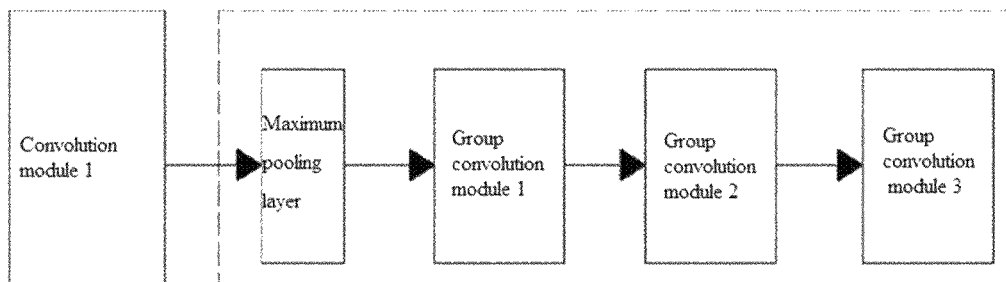 Convolution
module 1
Maximum
pooling
layer
Group
convolution
module 1
Group
convolution
module 2
Group
convolution
module 3